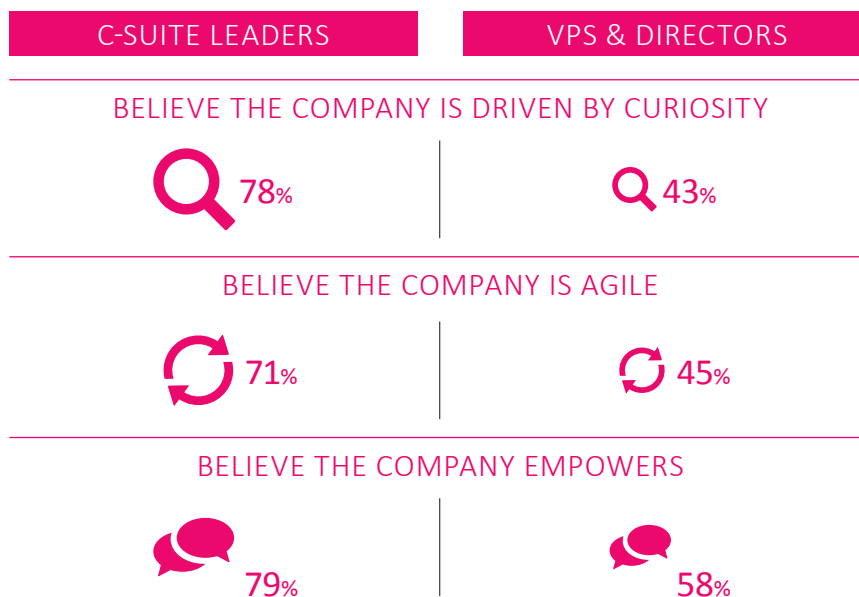 C-SUITE LEADERS
VPS & DIRECTORS
BELIEVE THE COMPANY IS DRIVEN BY CURIOSITY
78%
43%
BELIEVE THE COMPANY IS AGILE
71%
45%
BELIEVE THE COMPANY EMPOWERS
79%
58%